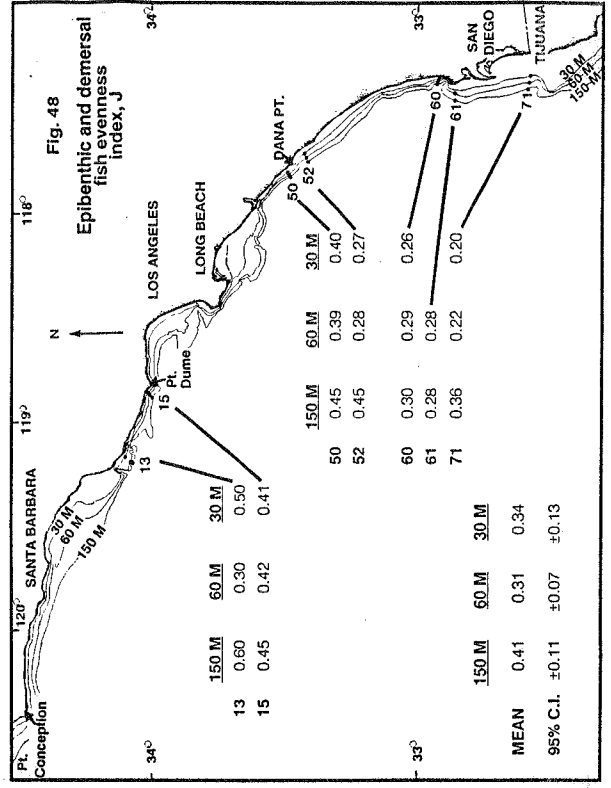 Fig. 48
Epibenthic and demersal
fish evenness
index, J
120°
119°
118°
34°
33°
34°
33°
N
Pt.
Conception
SANTA BARBARA
30 M
60 M
150 M
13
15
Pt.
Dume
LOS ANGELES
LONG BEACH
DANA PT.
50
52
60
61
71
SAN
DIEGO
TIJUANA
30 M
60 M
150 M
150 M 60 M 30 M
13 0.60 0.30 0.50
15 0.45 0.42 0.41
150 M 60 M 30 M
50 0.45 0.39 0.40
52 0.45 0.28 0.27
60 0.30 0.29 0.26
61 0.28 0.28
71 0.36 0.22 0.20
150 M 60 M 30 M
MEAN 0.41 0.31 0.34
95% C.I. ±0.11 ±0.07 ±0.13